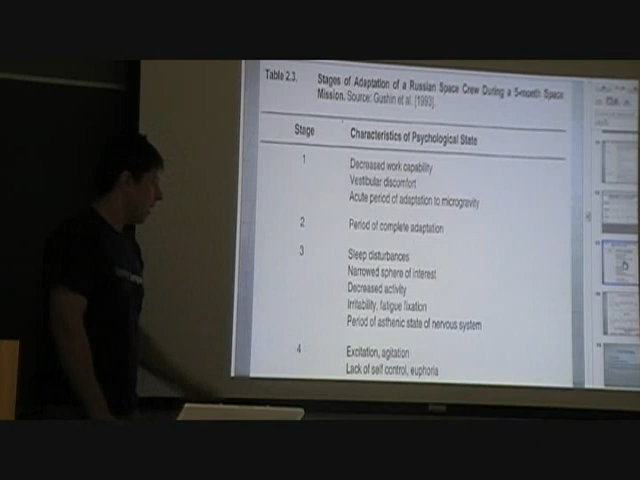 Table 2.3. Stages of Adaptation of a Russian Space Crew During a 5-month Space
Mission. Source: Gushin et al. [1993].
Stage Characteristics of Psychological State
1 Decreased work capability
Vestibular discomfort
Acute period of adaptation to microgravity
2 Period of complete adaptation
3 Sleep disturbances
Narrowed sphere of interest
Decreased activity
Irritability, fatigue fixation
Period of asthenic state of nervous system
4 Excitation, agitation
Lack of self control, euphoria